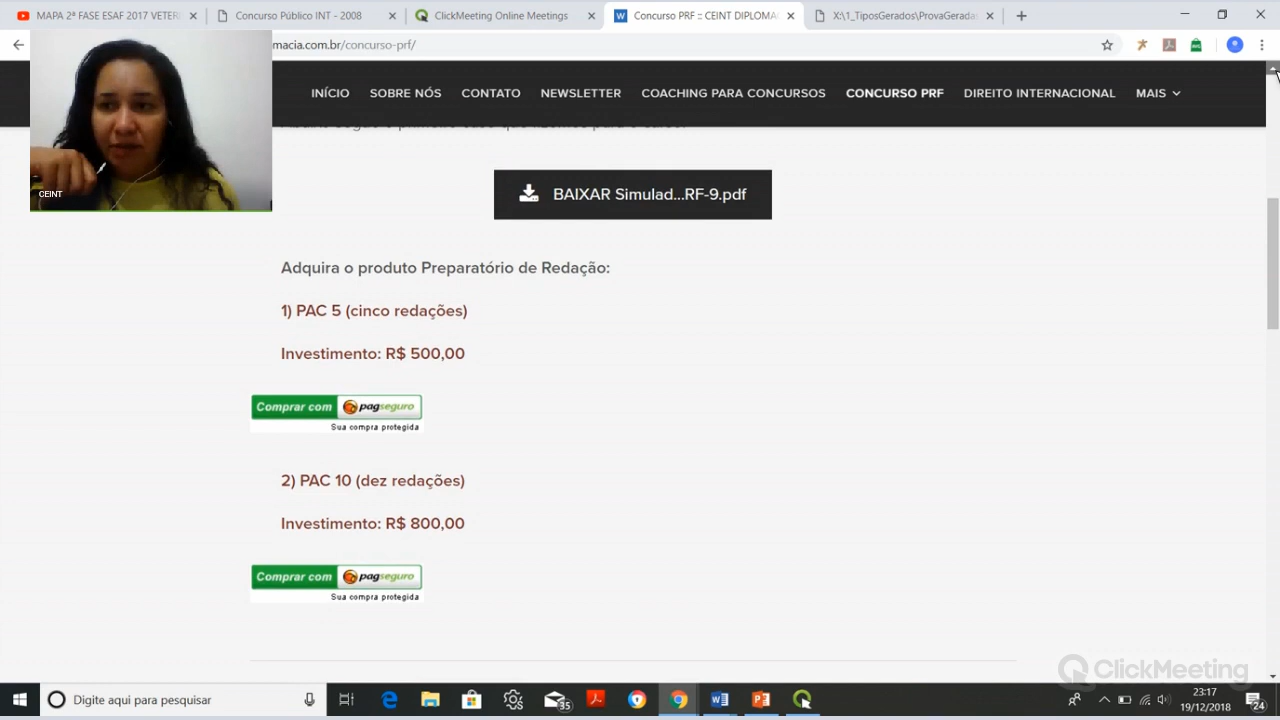 MAPA 2ª FASE ESAF 2017 VETER
Concurso Público INT - 2008
ClickMeeting Online Meetings
Concurso PRF :: CEINT DIPLOMA
X:\1_TiposGerados\ProvaGerada
macia.com.br/concurso-prf/
INÍCIO
SOBRE NÓS
CONTATO
NEWSLETTER
COACHING PARA CONCURSOS
CONCURSO PRF
DIREITO INTERNACIONAL
MAIS
CEINT
BAIXAR Simulad...RF-9.pdf
Adquira o produto Preparatório de Redação:
1) PAC 5 (cinco redações)
Investimento: R$ 500,00
Comprar com pagseguro
Sua compra protegida
2) PAC 10 (dez redações)
Investimento: R$ 800,00
Comprar com pagseguro
Sua compra protegida
ClickMeeting
Digite aqui para pesquisar
35
23:17
19/12/2018
24